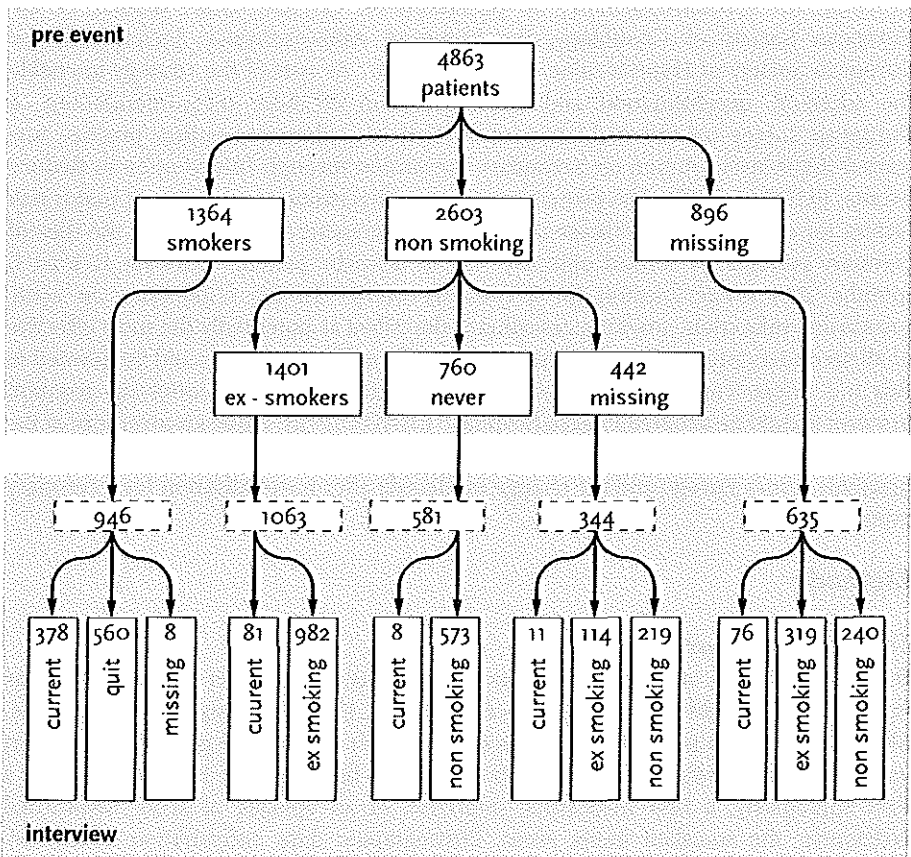 pre event
4863
patients
1364
smokers
2603
non smoking
896
missing
1401
ex - smokers
760
never
442
missing
946
1063
581
344
635
378
current
560
quit
8
missing
81
cuurent
982
ex smoiking
8
current
573
non smoking
11
current
114
ex smoking
219
non smoking
76
current
319
ex smoking
240
non smoking
interview